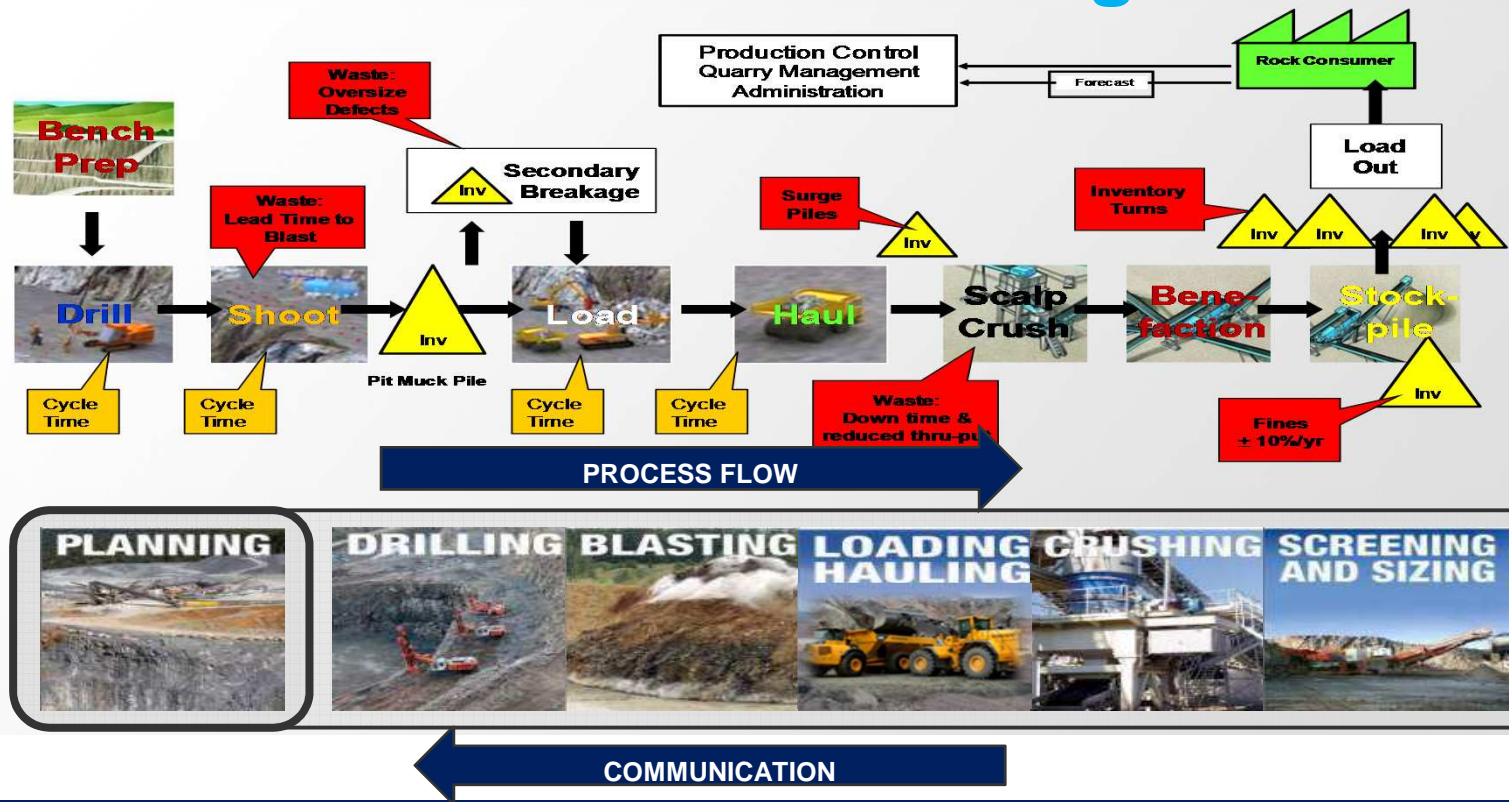 Production Control
Quarry Management
Administration
Forecast
Rock Consumer
Waste:
Oversize
Defects
Bench
Prep
Load
Out
Secondary
Breakage
Inv
Waste:
Lead Time to
Blast
Surge
Piles
Inv
Inventory
Turns
Inv
Inv
Inv
Drill
Shoot
Inv
Load
Haul
Scalp
Crush
Bene-
faction
Stock-
pile
Pit Muck Pile
Inv
Cycle
Time
Cycle
Time
Cycle
Time
Cycle
Time
Waste:
Down time &
reduced thru-put
Fines
± 10%/yr
PROCESS FLOW
PLANNING
DRILLING
BLASTING
LOADING
HAULING
CRUSHING
SCREENING
AND SIZING
COMMUNICATION